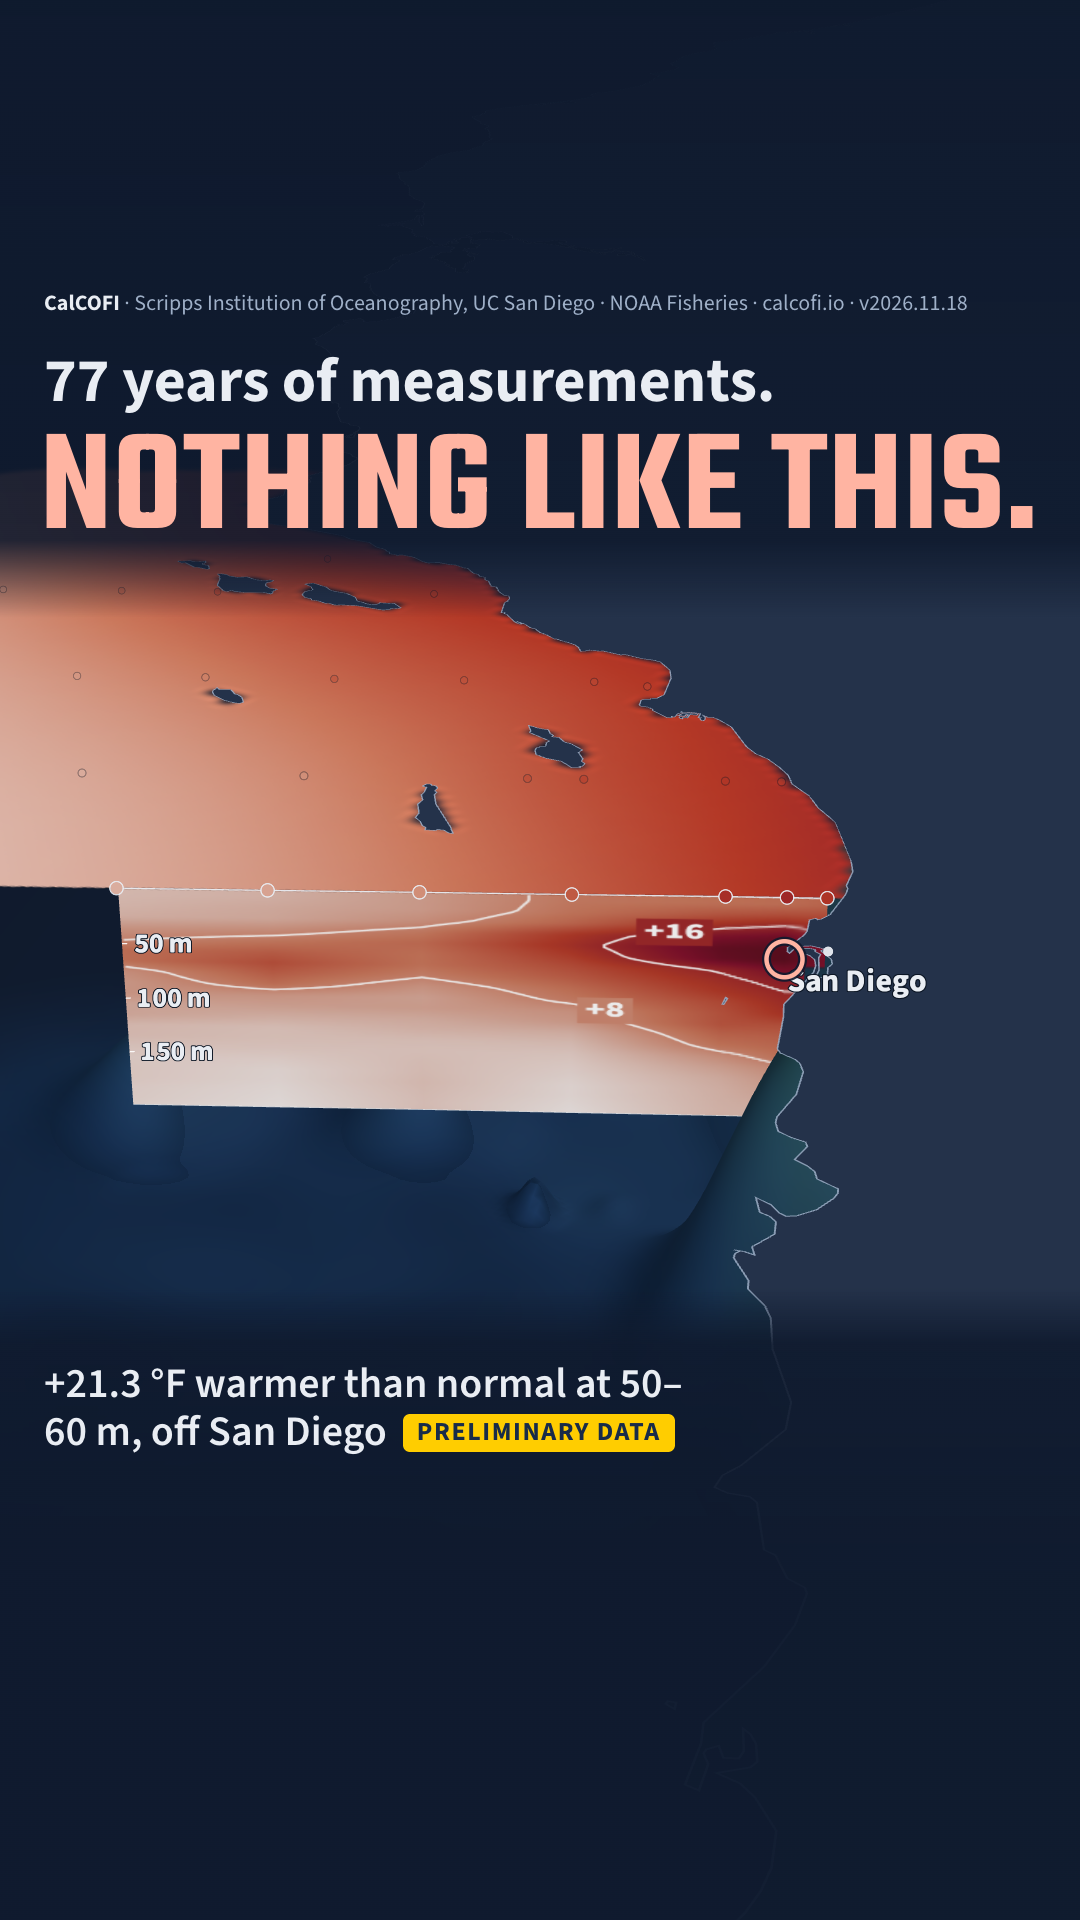 CalCOFI · Scripps Institution of Oceanography, UC San Diego · NOAA Fisheries · calcofi.io · v2026.11.18
77 years of measurements.
NOTHING LIKE THIS.
+16
50 m
San Diego
100 m
+8
150 m
+21.3 °F warmer than normal at 50–
60 m, off San Diego PRELIMINARY DATA